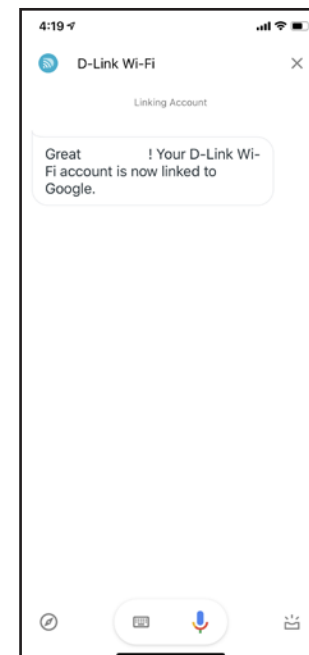 4:19
D-Link Wi-Fi
Linking Account
Great ! Your D-Link Wi-
Fi account is now linked to
Google.